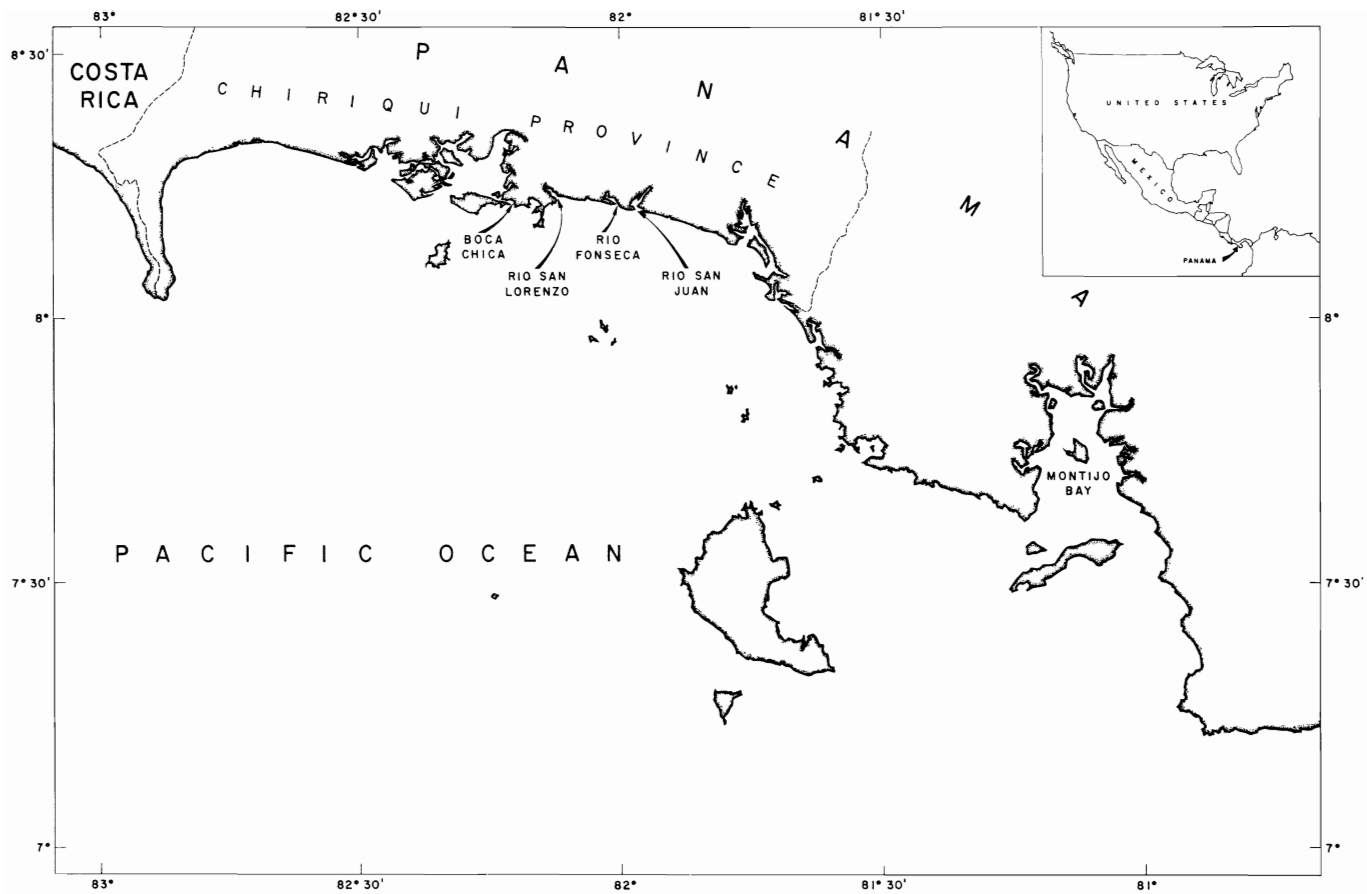 83°
82°30'
82°
81°30'
8°30'
COSTA
RICA
PANAMA
CHIRIQUI PROVINCE
UNITED STATES
MEXICO
PANAMA
BOCA
CHICA
RIO SAN
LORENZO
RIO
FONSECA
RIO SAN
JUAN
8°
8°
MONTIJO
BAY
PACIFIC OCEAN
7°30'
7°30'
7°
7°
83°
82°30'
82°
81°30'
81°